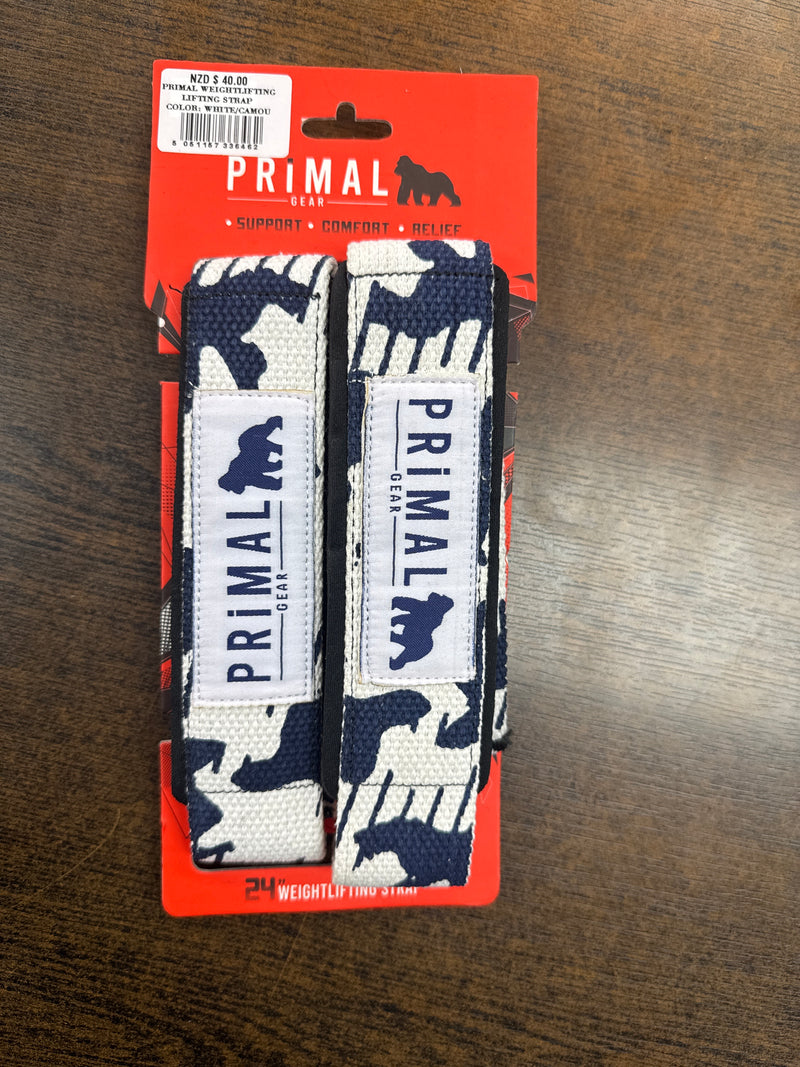 NZD $ 40.00
PRIMAL WEIGHTLIFTING
LIFTING STRAP
COLOR: WHITE/CAMOU
5 051157 336462
PRiMAL
GEAR
• SUPPORT • COMFORT • RELIEF
PRiMAL
GEAR
PRiMAL
GEAR
24" WEIGHTLIFTING STRAP